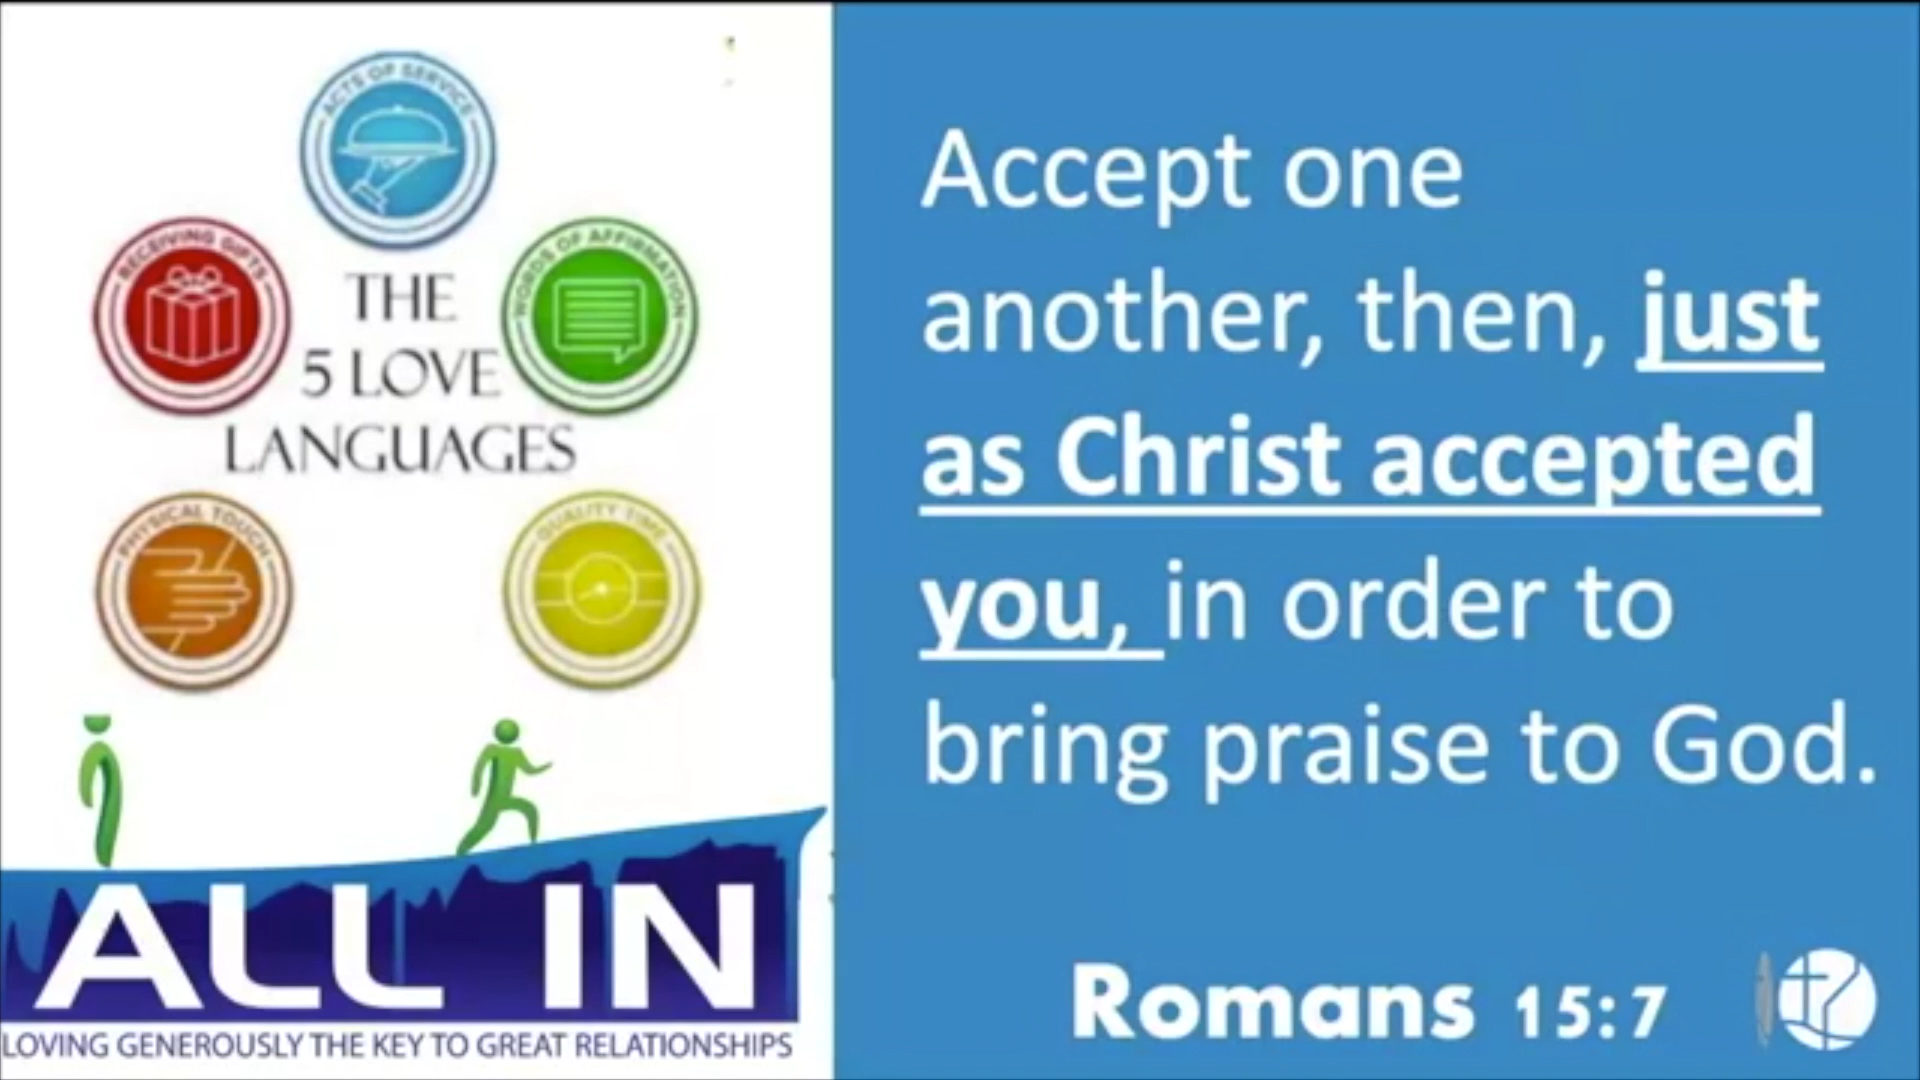 ACTS OF SERVICE
RECEIVING GIFTS
WORDS OF AFFIRMATION
THE
5 LOVE
LANGUAGES
PHYSICAL TOUCH
QUALITY TIME
ALL IN
LOVING GENEROUSLY THE KEY TO GREAT RELATIONSHIPS
Accept one
another, then, just
as Christ accepted
you, in order to
bring praise to God.
Romans 15:7